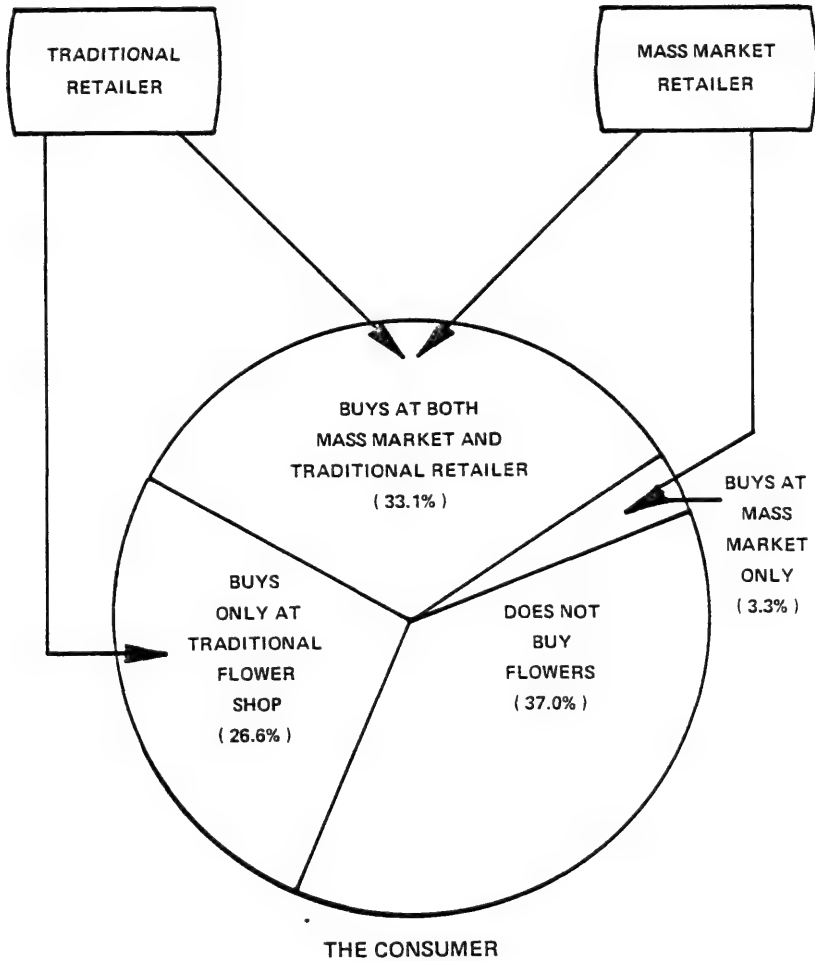 TRADITIONAL
RETAILER
MASS MARKET
RETAILER
BUYS AT BOTH
MASS MARKET AND
TRADITIONAL RETAILER
( 33.1% )
BUYS AT
MASS
MARKET
ONLY
( 3.3% )
BUYS
ONLY AT
TRADITIONAL
FLOWER
SHOP
( 26.6% )
DOES NOT
BUY
FLOWERS
( 37.0% )
THE CONSUMER